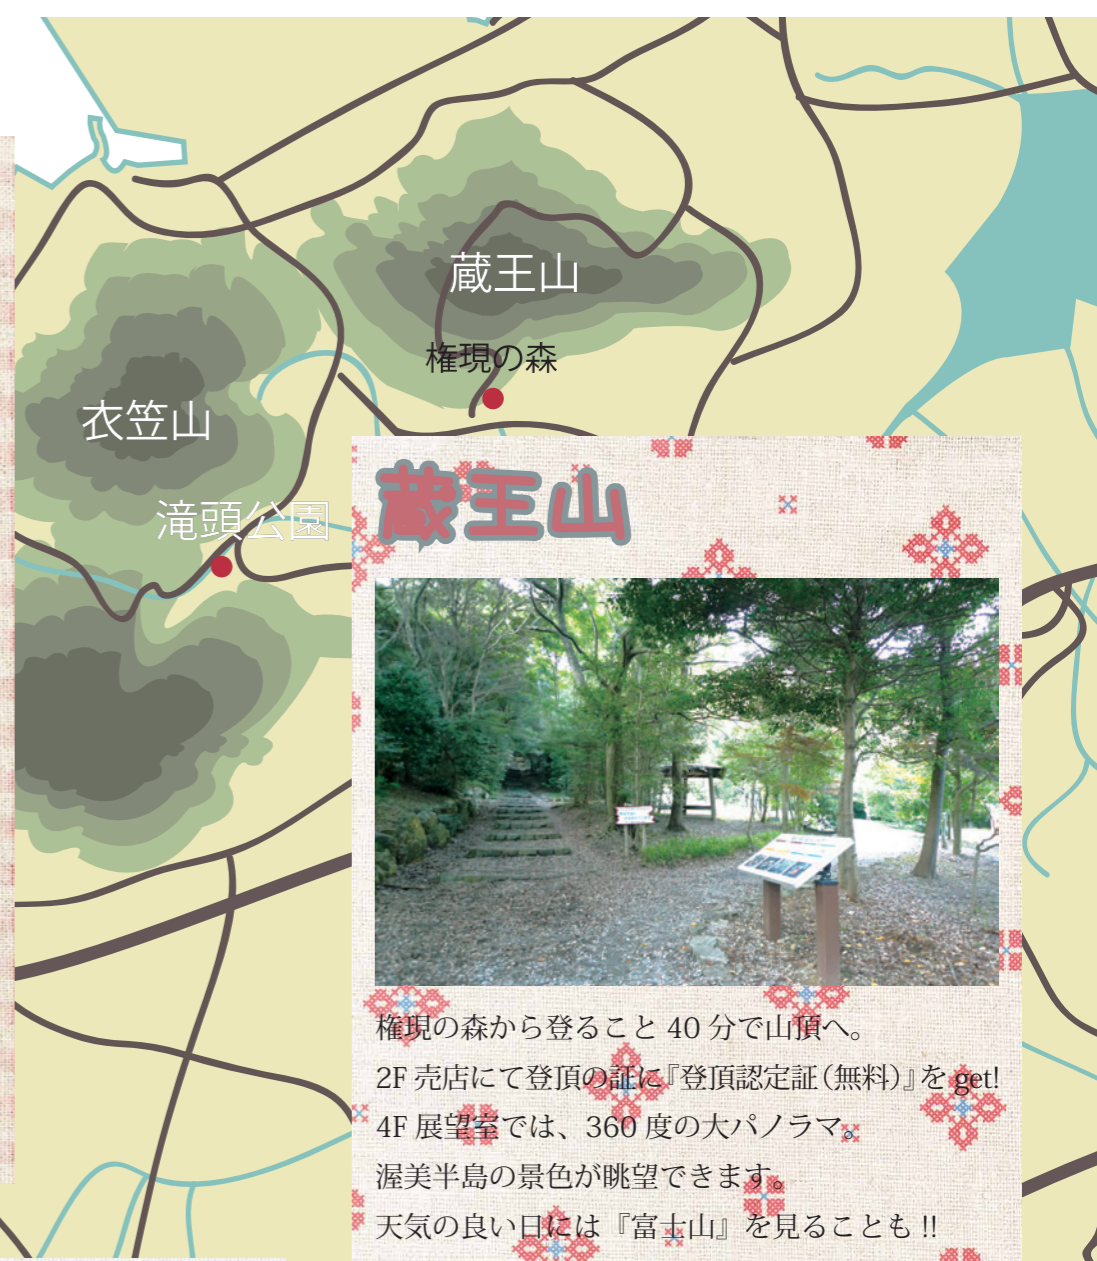 蔵王山
権現の森
衣笠山
滝頭公園
蔵王山
権現の森から登ること 40 分で山頂へ。
2F 売店にて登頂の証に『登頂認定証（無料）』を get!
4F 展望室では、360 度の大パノラマ。
渥美半島の景色が眺望できます。
天気の良い日には『富士山』を見ることも !!